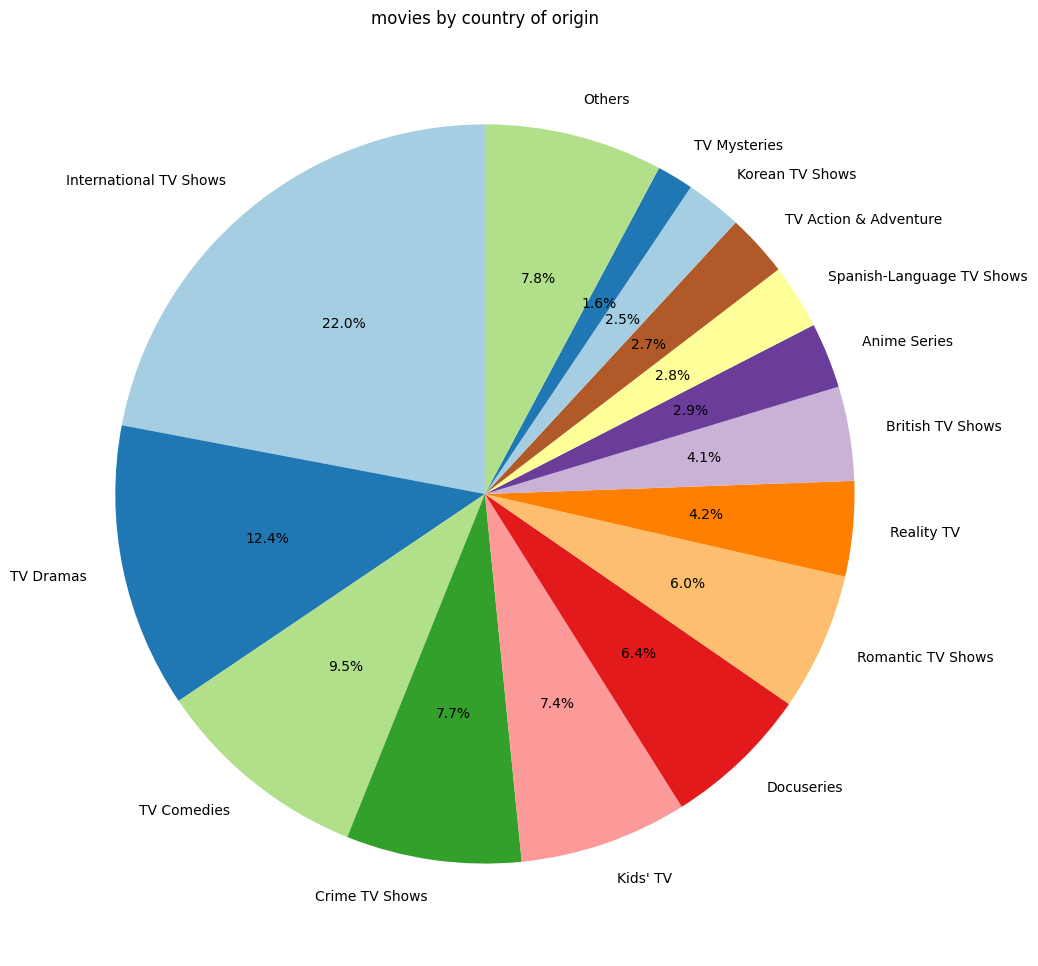 movies by country of origin
Others
TV Mysteries
Korean TV Shows
TV Action & Adventure
Spanish-Language TV Shows
Anime Series
British TV Shows
Reality TV
Romantic TV Shows
Docuseries
Kids' TV
Crime TV Shows
TV Comedies
TV Dramas
International TV Shows
7.8%
1.6%
2.5%
2.7%
2.8%
2.9%
4.1%
4.2%
6.0%
6.4%
7.4%
7.7%
9.5%
12.4%
22.0%